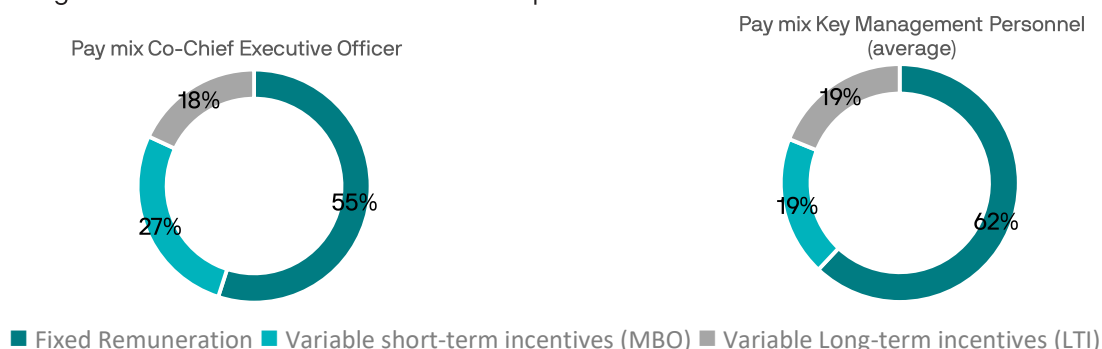 Pay mix Co-Chief Executive Officer
18%
55%
27%
Pay mix Key Management Personnel
(average)
19%
19%
62%
Fixed Remuneration Variable short-term incentives (MBO) Variable Long-term incentives (LTI)